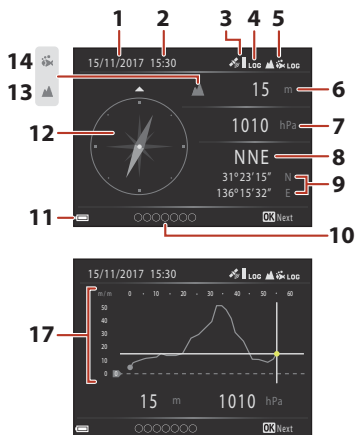 1 2 3 4 5
15/11/2017 15:30 LOG LOG
14
13
15 m 6
1010 hPa 7
12
NNE 8
31°23'15" N
136°15'32" E
9
11 ○○○○○○○ OK Next
10
15/11/2017 15:30 LOG LOG
m/m 0 10 20 30 40 50 60
17
50
40
30
20
10
0
15 m 1010 hPa
○○○○○○○ OK Next